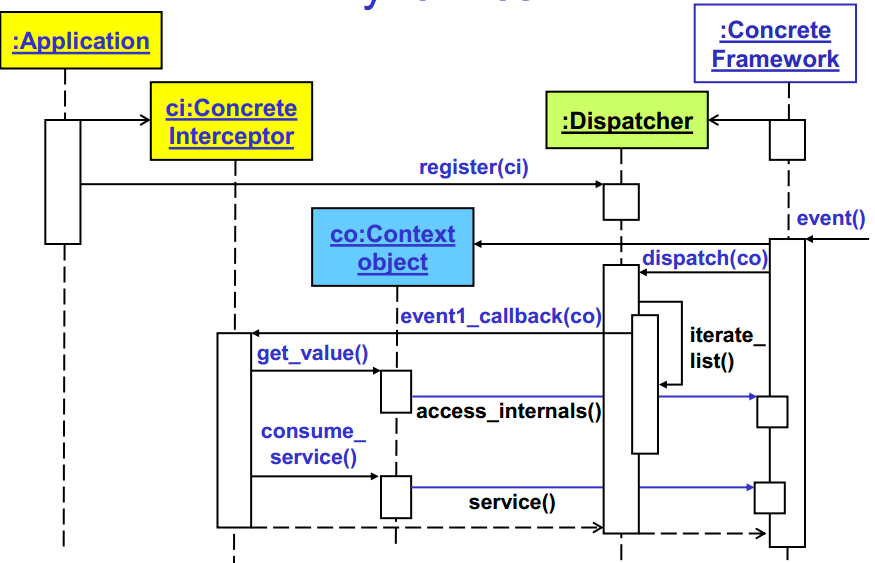 :Application
:Concrete
Framework
ci:Concrete
Interceptor
:Dispatcher
register(ci)
event()
co:Context
object
dispatch(co)
event1_callback(co)
iterate_
list()
get_value()
access_internals()
consume_
service()
service()